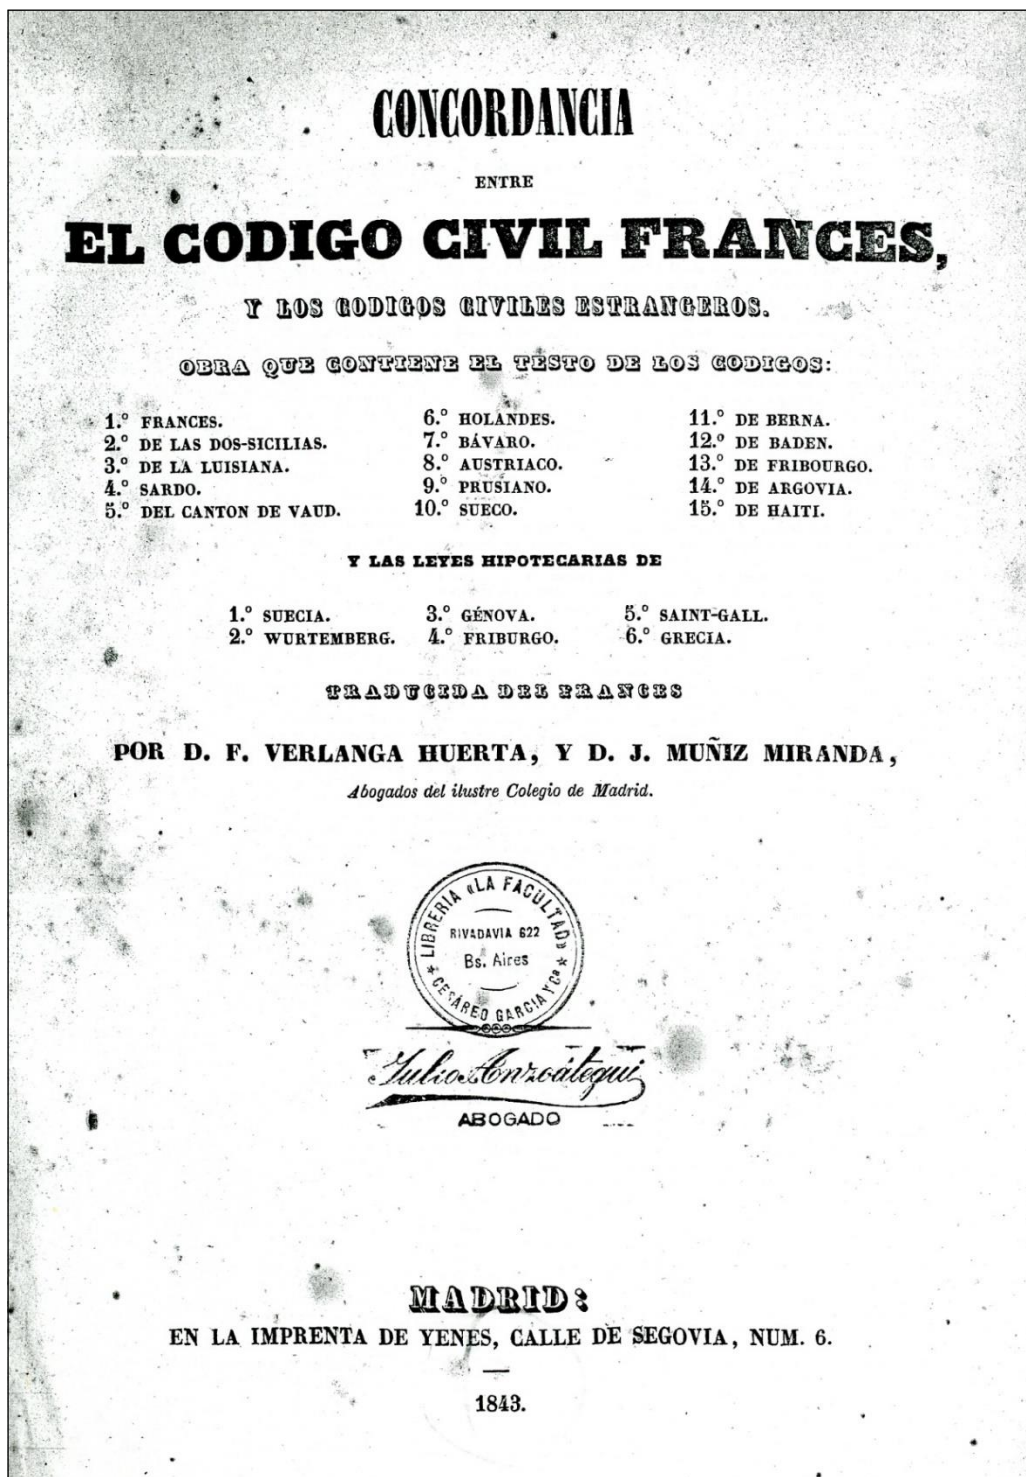 CONCORDANCIA
ENTRE
EL CODIGO CIVIL FRANCES,
Y LOS CODIGOS CIVILES ESTRANGEROS.
OBRA QUE CONTIENE EL TESTO DE LOS CODIGOS:
1.º FRANCES.
2.º DE LAS DOS-SICILIAS.
3.º DE LA LUISIANA.
4.º SARDO.
5.º DEL CANTON DE VAUD.
6.º HOLANDES.
7.º BÁVARO.
8.º AUSTRIACO.
9.º PRUSIANO.
10.º SUECO.
11.º DE BERNA.
12.º DE BADEN.
13.º DE FRIBOURGO.
14.º DE ARGOVIA.
15.º DE HAITI.
Y LAS LEYES HIPOTECARIAS DE
1.º SUECIA.
2.º WURTEMBERG.
3.º GÉNOVA.
4.º FRIBURGO.
5.º SAINT-GALL.
6.º GRECIA.
TRADUCIDA DEL FRANCES
POR D. F. VERLANGA HUERTA, Y D. J. MUÑIZ MIRANDA,
Abogados del ilustre Colegio de Madrid.
LIBRERIA «LA FACULTAD»
RIVADAVIA 622
Bs. Aires
* CESÁREO GARCIA Y Cª *
Julio Anzoátegui
ABOGADO
MADRID:
EN LA IMPRENTA DE YENES, CALLE DE SEGOVIA, NUM. 6.
1843.